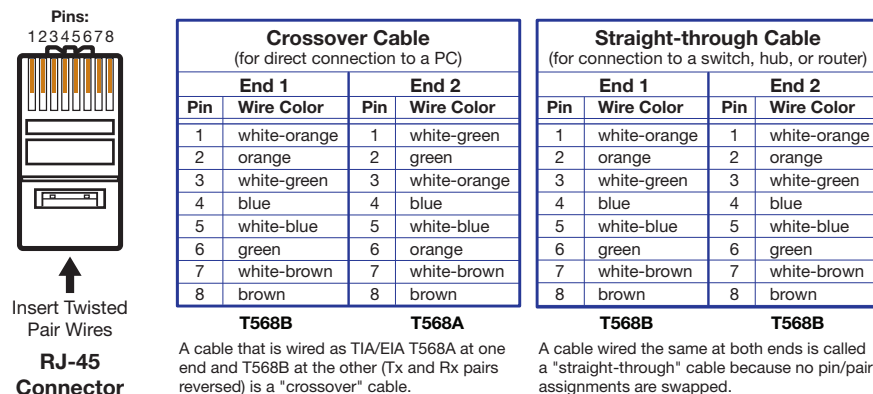 Pins:
12345678
Insert Twisted
Pair Wires
RJ-45
Connector
Crossover Cable
(for direct connection to a PC)
End 1 End 2
Pin Wire Color Pin Wire Color
1 white-orange 1 white-green
2 orange 2 green
3 white-green 3 white-orange
4 blue 4 blue
5 white-blue 5 white-blue
6 green 6 orange
7 white-brown 7 white-brown
8 brown 8 brown
T568B T568A
A cable that is wired as TIA/EIA T568A at one
end and T568B at the other (Tx and Rx pairs
reversed) is a "crossover" cable.
Straight-through Cable
(for connection to a switch, hub, or router)
End 1 End 2
Pin Wire Color Pin Wire Color
1 white-orange 1 white-orange
2 orange 2 orange
3 white-green 3 white-green
4 blue 4 blue
5 white-blue 5 white-blue
6 green 6 green
7 white-brown 7 white-brown
8 brown 8 brown
T568B T568B
A cable wired the same at both ends is called
a "straight-through" cable because no pin/pair
assignments are swapped.